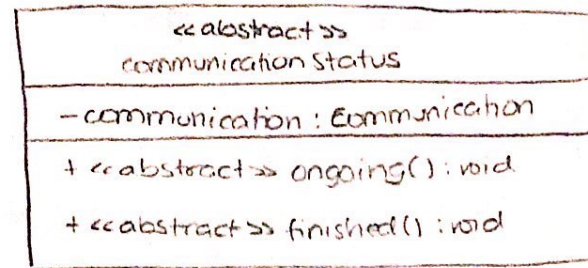 <<abstract>>
communication Status
- communication : Communication
+ <<abstract>> ongoing() : void
+ <<abstract>> finished() : void